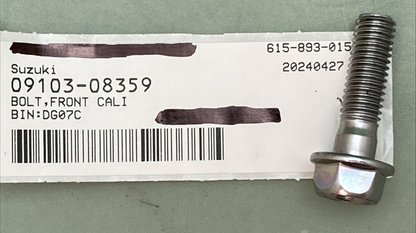 615-893-015
Suzuki
20240427
09103-08359
BOLT,FRONT CALI
BIN:DG07C